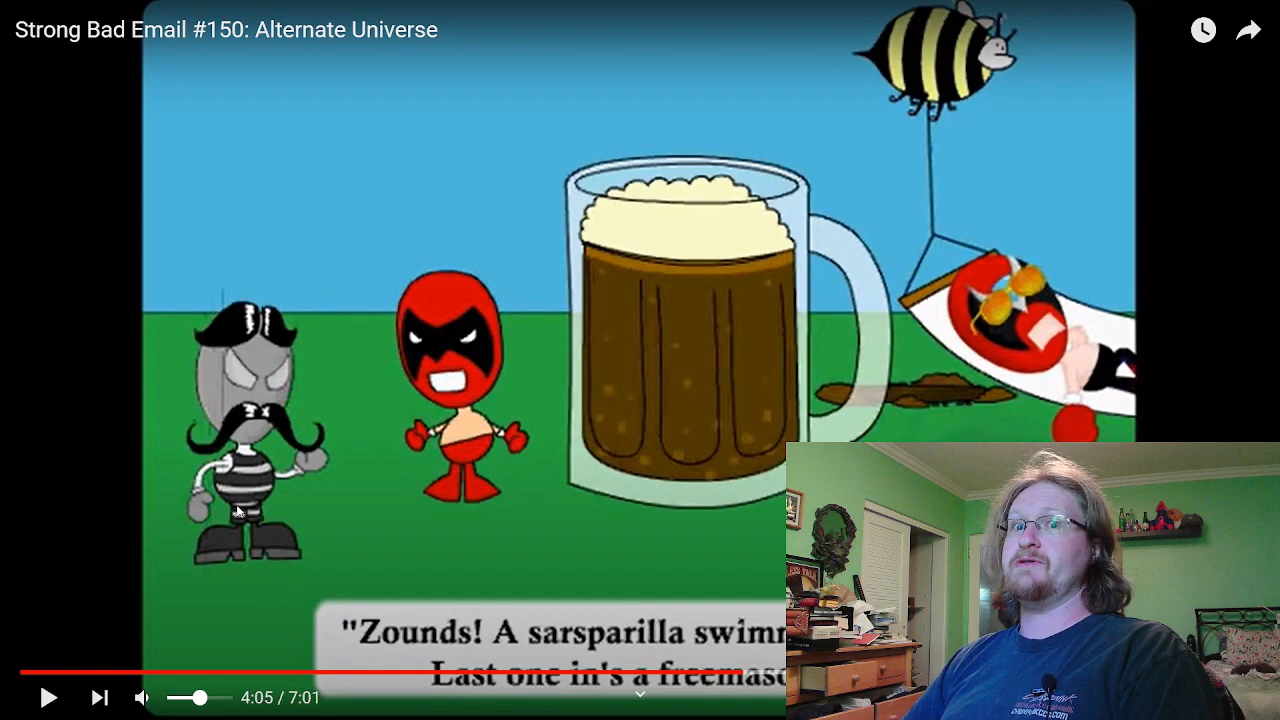 Strong Bad Email #150: Alternate Universe
"Zounds! A sarsparilla swimm
Last one in's a freemaso
4:05 / 7:01